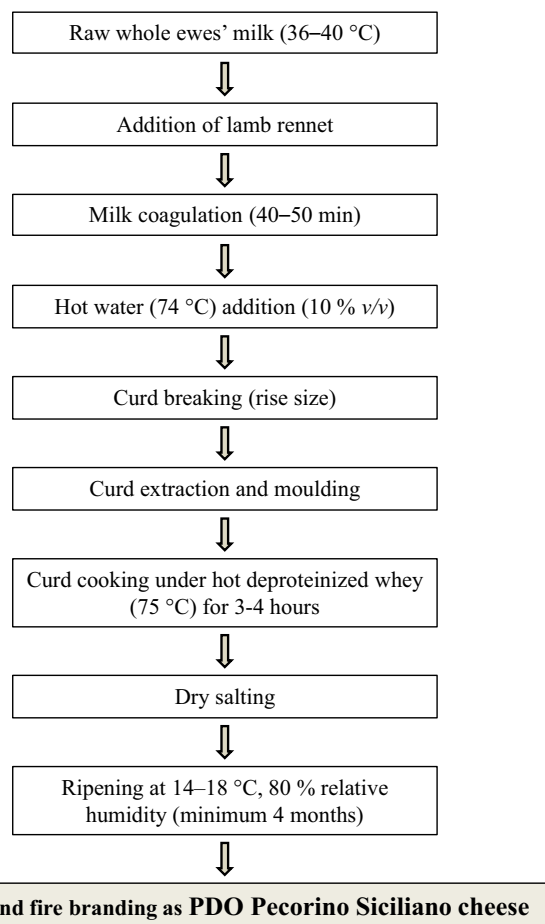 Raw whole ewes’ milk (36–40 °C)
Addition of lamb rennet
Milk coagulation (40–50 min)
Hot water (74 °C) addition (10 % v/v)
Curd breaking (rise size)
Curd extraction and moulding
Curd cooking under hot deproteinized whey
(75 °C) for 3-4 hours
Dry salting
Ripening at 14–18 °C, 80 % relative
humidity (minimum 4 months)
fire branding as PDO Pecorino Siciliano cheese